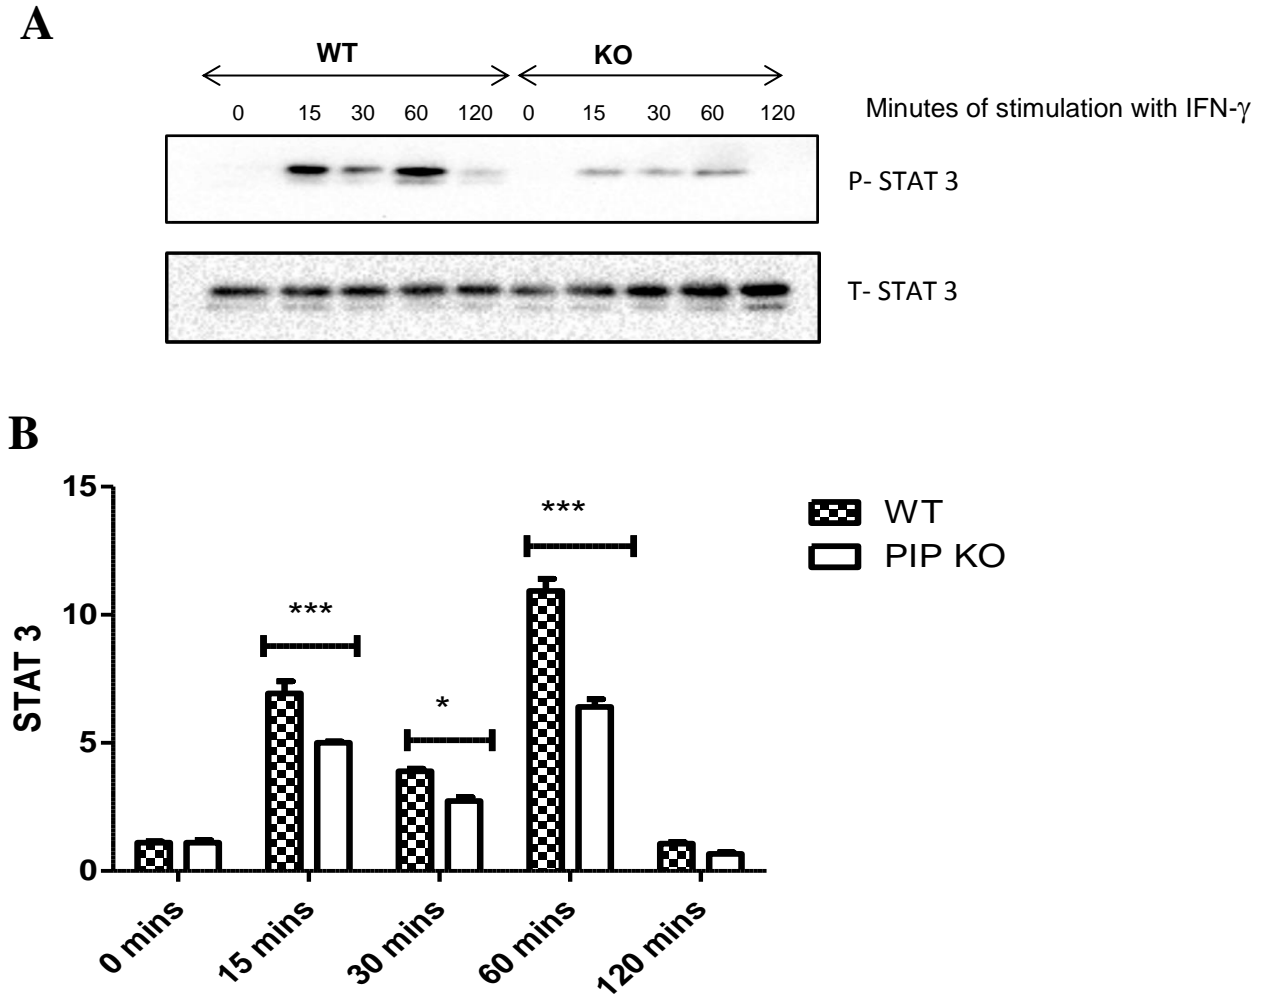 A
WT KO
0 15 30 60 120 0 15 30 60 120 Minutes of stimulation with IFN-γ
P- STAT 3
T- STAT 3
B
15
10
5
0
STAT 3
***
*
***
WT
PIP KO
0 mins 15 mins 30 mins 60 mins 120 mins